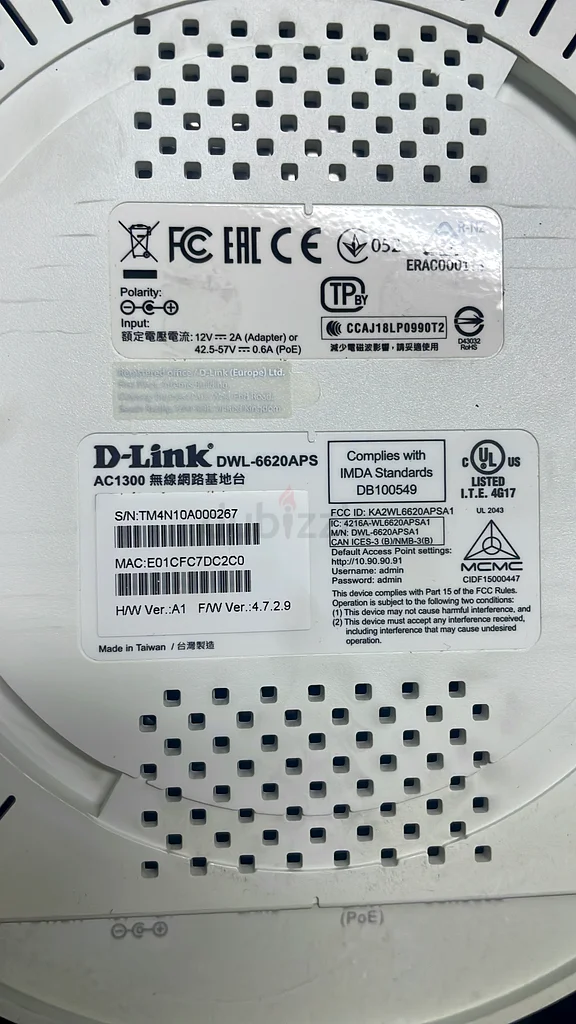 FC EAC CE 052 R-NZ
Polarity:
TP BY
Input:
CCAJ18LP0990T2
額定電壓電流: 12V 2A (Adapter) or
42.5-57V 0.6A (PoE)
減少電磁波影響，請妥適使用
D43032
RoHS
Registered office: D-Link (Europe) Ltd.
D-Link® DWL-6620APS
AC1300 無線網路基地台
Complies with
IMDA Standards
DB100549
C UL US
LISTED
I.T.E. 4G17
UL 2043
S/N:TM4N10A000267
MAC:E01CFC7DC2C0
H/W Ver.:A1 F/W Ver.:4.7.2.9
Made in Taiwan / 台灣製造
FCC ID: KA2WL6620APSA1
IC: 4216A-WL6620APSA1
M/N: DWL-6620APSA1
CAN ICES-3 (B)/NMB-3(B)
Default Access Point settings:
http://10.90.90.91
Username: admin
Password: admin
MCMC
CIDF15000447
This device complies with Part 15 of the FCC Rules.
Operation is subject to the following two conditions:
(1) This device may not cause harmful interference, and
(2) This device must accept any interference received,
including interference that may cause undesired
operation.
(PoE)